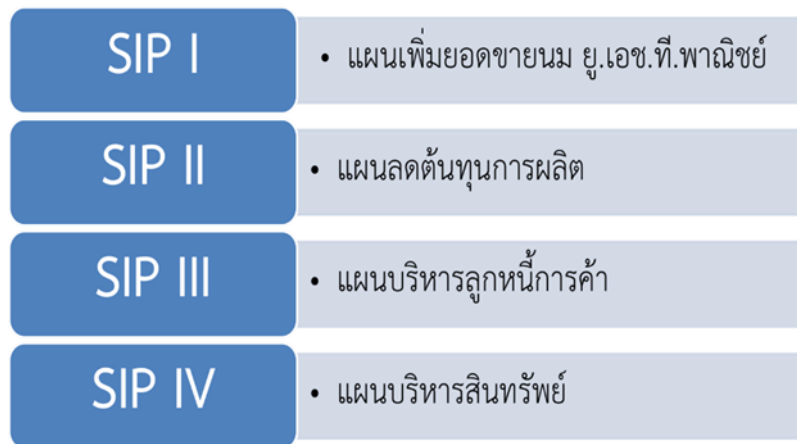 SIP I
• แผนเพิ่มยอดขายนม ยู.เอช.ที.พาณิชย์
SIP II
• แผนลดต้นทุนการผลิต
SIP III
• แผนบริหารลูกหนี้การค้า
SIP IV
• แผนบริหารสินทรัพย์